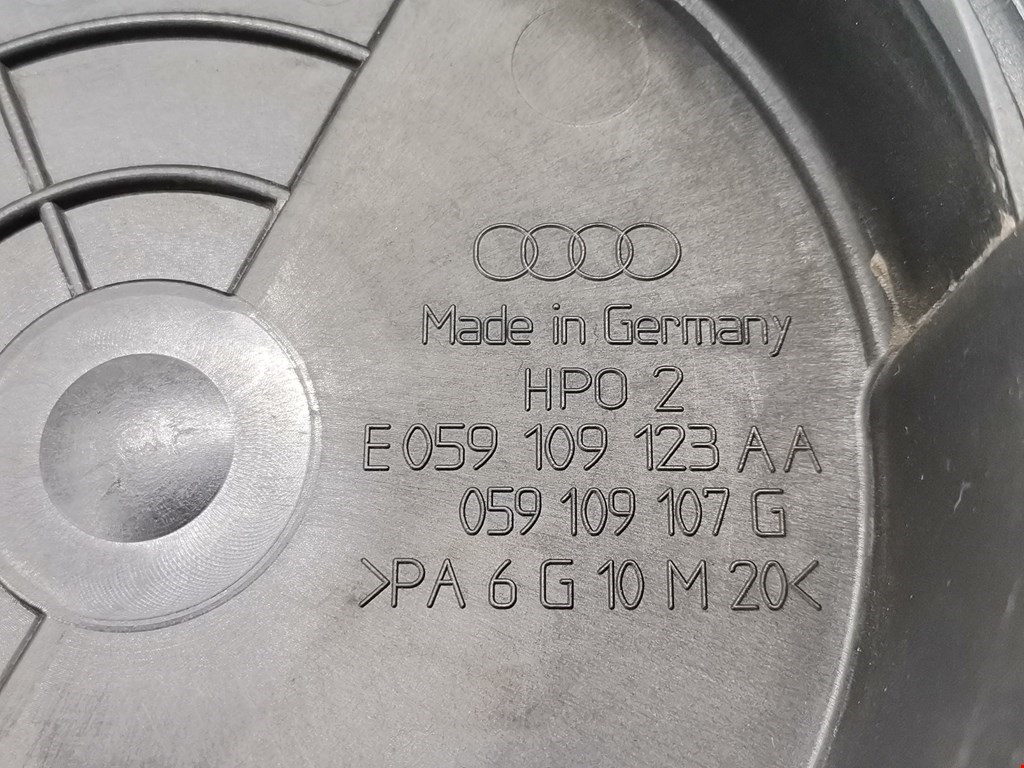 Made in Germany
HPO 2
E 059 109 123 AA
059 109 107 G
>PA 6 G 10 M 20<